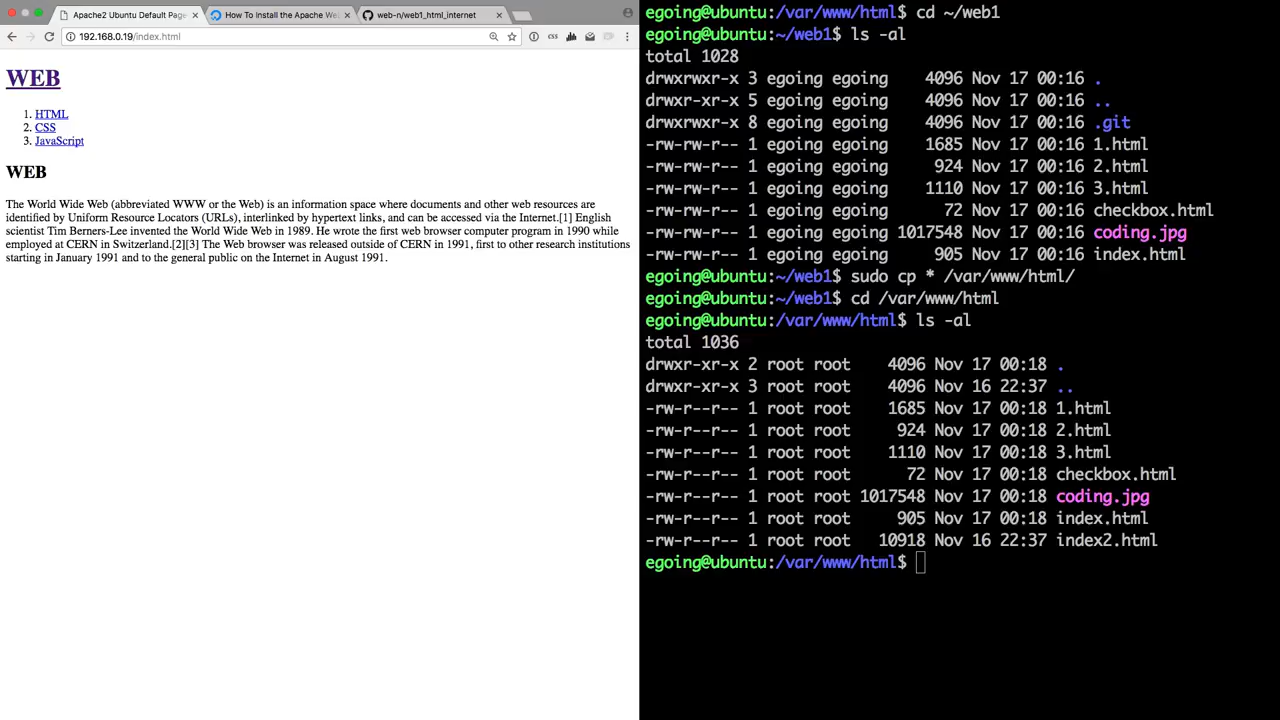 Apache2 Ubuntu Default Page
How To Install the Apache We
web-n/web1_html_internet
192.168.0.19/index.html
WEB
1. HTML
2. CSS
3. JavaScript
WEB
The World Wide Web (abbreviated WWW or the Web) is an information space where documents and other web resources are
identified by Uniform Resource Locators (URLs), interlinked by hypertext links, and can be accessed via the Internet.[1] English
scientist Tim Berners-Lee invented the World Wide Web in 1989. He wrote the first web browser computer program in 1990 while
employed at CERN in Switzerland.[2][3] The Web browser was released outside of CERN in 1991, first to other research institutions
starting in January 1991 and to the general public on the Internet in August 1991.
egoing@ubuntu:/var/www/html$ cd ~/web1
egoing@ubuntu:~/web1$ ls -al
total 1028
drwxrwxr-x 3 egoing egoing 4096 Nov 17 00:16 .
drwxr-xr-x 5 egoing egoing 4096 Nov 17 00:16 ..
drwxrwxr-x 8 egoing egoing 4096 Nov 17 00:16 .git
-rw-rw-r-- 1 egoing egoing 1685 Nov 17 00:16 1.html
-rw-rw-r-- 1 egoing egoing 924 Nov 17 00:16 2.html
-rw-rw-r-- 1 egoing egoing 1110 Nov 17 00:16 3.html
-rw-rw-r-- 1 egoing egoing 72 Nov 17 00:16 checkbox.html
-rw-rw-r-- 1 egoing egoing 1017548 Nov 17 00:16 coding.jpg
-rw-rw-r-- 1 egoing egoing 905 Nov 17 00:16 index.html
egoing@ubuntu:~/web1$ sudo cp * /var/www/html/
egoing@ubuntu:~/web1$ cd /var/www/html
egoing@ubuntu:/var/www/html$ ls -al
total 1036
drwxr-xr-x 2 root root 4096 Nov 17 00:18 .
drwxr-xr-x 3 root root 4096 Nov 16 22:37 ..
-rw-r--r-- 1 root root 1685 Nov 17 00:18 1.html
-rw-r--r-- 1 root root 924 Nov 17 00:18 2.html
-rw-r--r-- 1 root root 1110 Nov 17 00:18 3.html
-rw-r--r-- 1 root root 72 Nov 17 00:18 checkbox.html
-rw-r--r-- 1 root root 1017548 Nov 17 00:18 coding.jpg
-rw-r--r-- 1 root root 905 Nov 17 00:18 index.html
-rw-r--r-- 1 root root 10918 Nov 16 22:37 index2.html
egoing@ubuntu:/var/www/html$